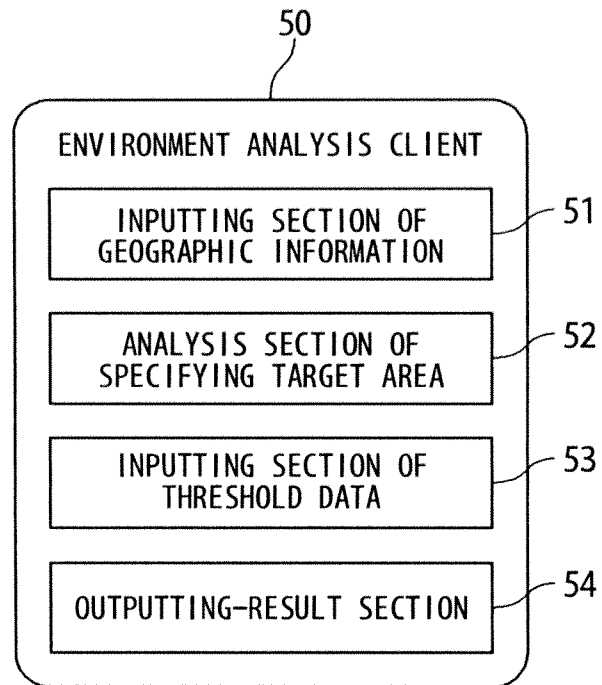 50
ENVIRONMENT ANALYSIS CLIENT
INPUTTING SECTION OF
GEOGRAPHIC INFORMATION
51
ANALYSIS SECTION OF
SPECIFYING TARGET AREA
52
INPUTTING SECTION OF
THRESHOLD DATA
53
OUTPUTTING-RESULT SECTION
54